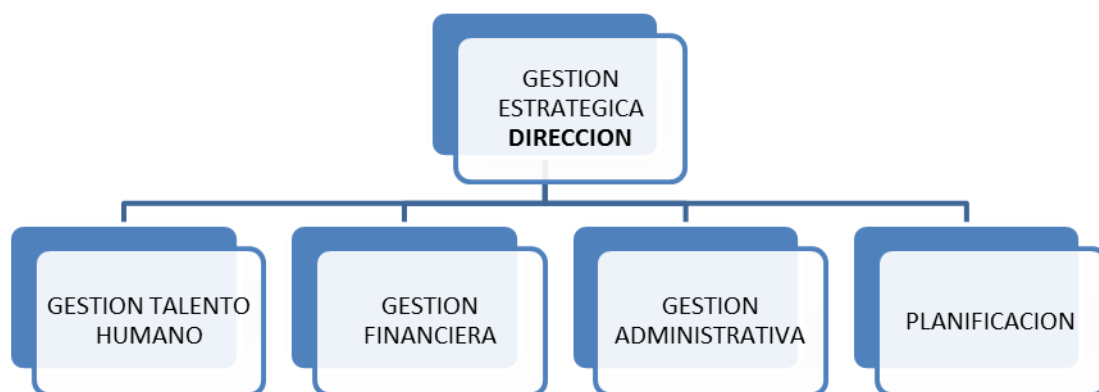 GESTION
ESTRATEGICA
DIRECCION
GESTION TALENTO
HUMANO
GESTION
FINANCIERA
GESTION
ADMINISTRATIVA
PLANIFICACION